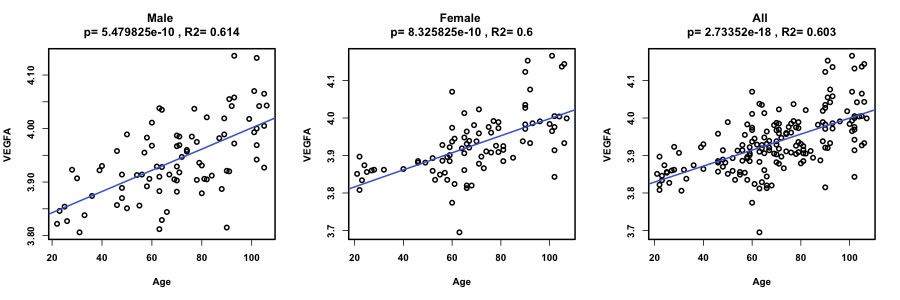 Male
p= 5.479825e-10 , R2= 0.614
VEGFA
4.10
4.00
3.90
3.80
20 40 60 80 100
Age
Female
p= 8.325825e-10 , R2= 0.6
VEGFA
4.1
4.0
3.9
3.8
3.7
20 40 60 80 100
Age
All
p= 2.73352e-18 , R2= 0.603
VEGFA
4.1
4.0
3.9
3.8
3.7
20 40 60 80 100
Age